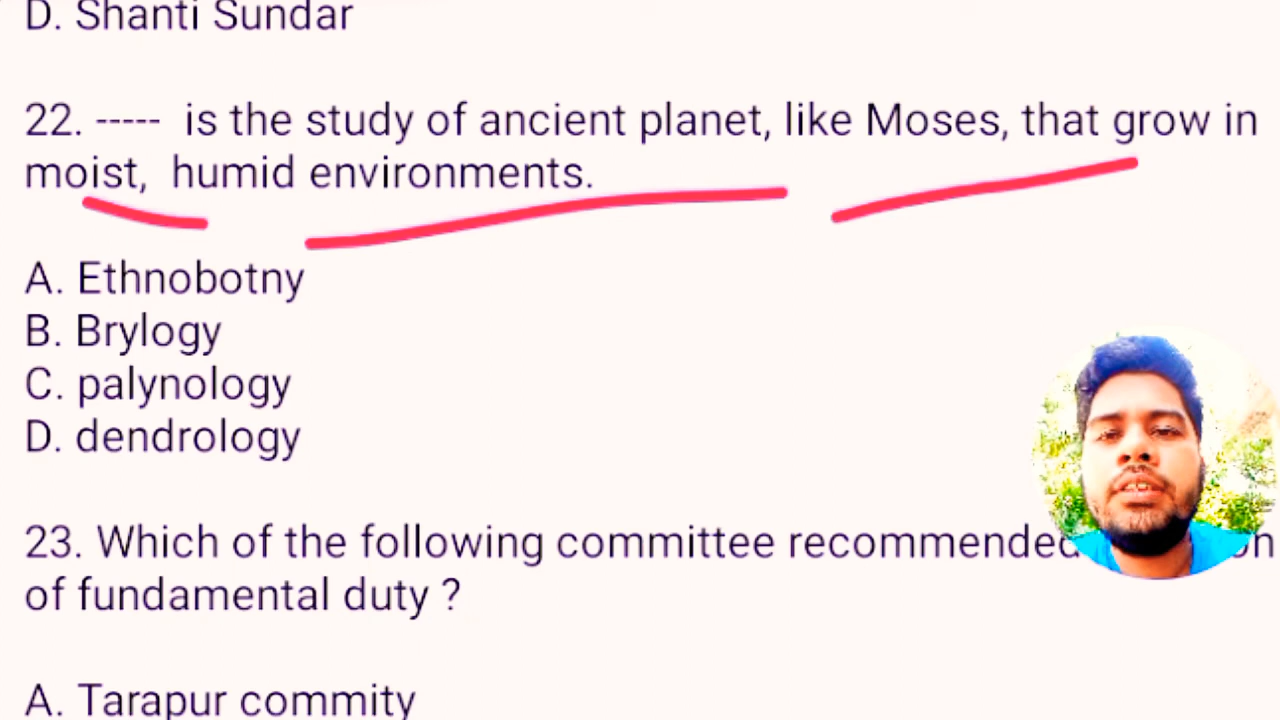 D. Shanti Sundar
22. ----- is the study of ancient planet, like Moses, that grow in
moist, humid environments.
A. Ethnobotny
B. Brylogy
C. palynology
D. dendrology
23. Which of the following committee recommended
of fundamental duty ?
A. Tarapur commity